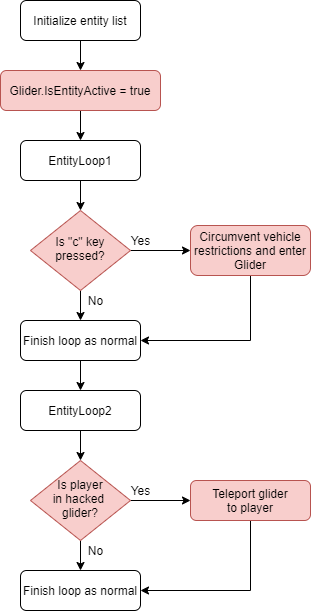 Initialize entity list
Glider.IsEntityActive = true
EntityLoop1
Is "c" key
pressed?
Yes
Circumvent vehicle
restrictions and enter
Glider
No
Finish loop as normal
EntityLoop2
Is player
in hacked
glider?
Yes
Teleport glider
to player
No
Finish loop as normal